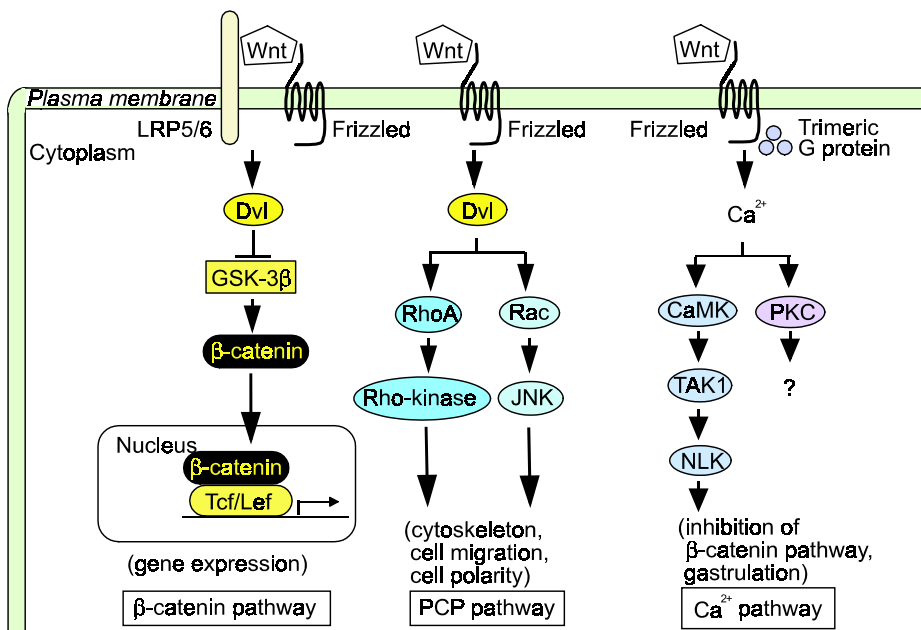 Wnt
Wnt
Wnt
Plasma membrane
LRP5/6
Frizzled
Frizzled
Frizzled
Trimeric
G protein
Cytoplasm
Dvl
Dvl
Ca2+
GSK-3β
RhoA
Rac
CaMK
PKC
β-catenin
Rho-kinase
JNK
TAK1
?
Nucleus
β-catenin
Tcf/Lef
NLK
(gene expression)
(cytoskeleton,
cell migration,
cell polarity)
(inhibition of
β-catenin pathway,
gastrulation)
β-catenin pathway
PCP pathway
Ca2+ pathway